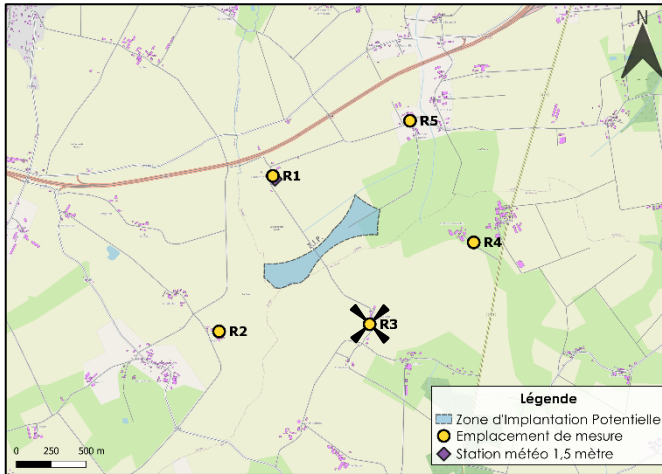 N
R5
R1
Z.I.P
R4
R3
R2
Légende
Zone d'Implantation Potentielle
Emplacement de mesure
Station météo 1,5 mètre
0 250 500 m